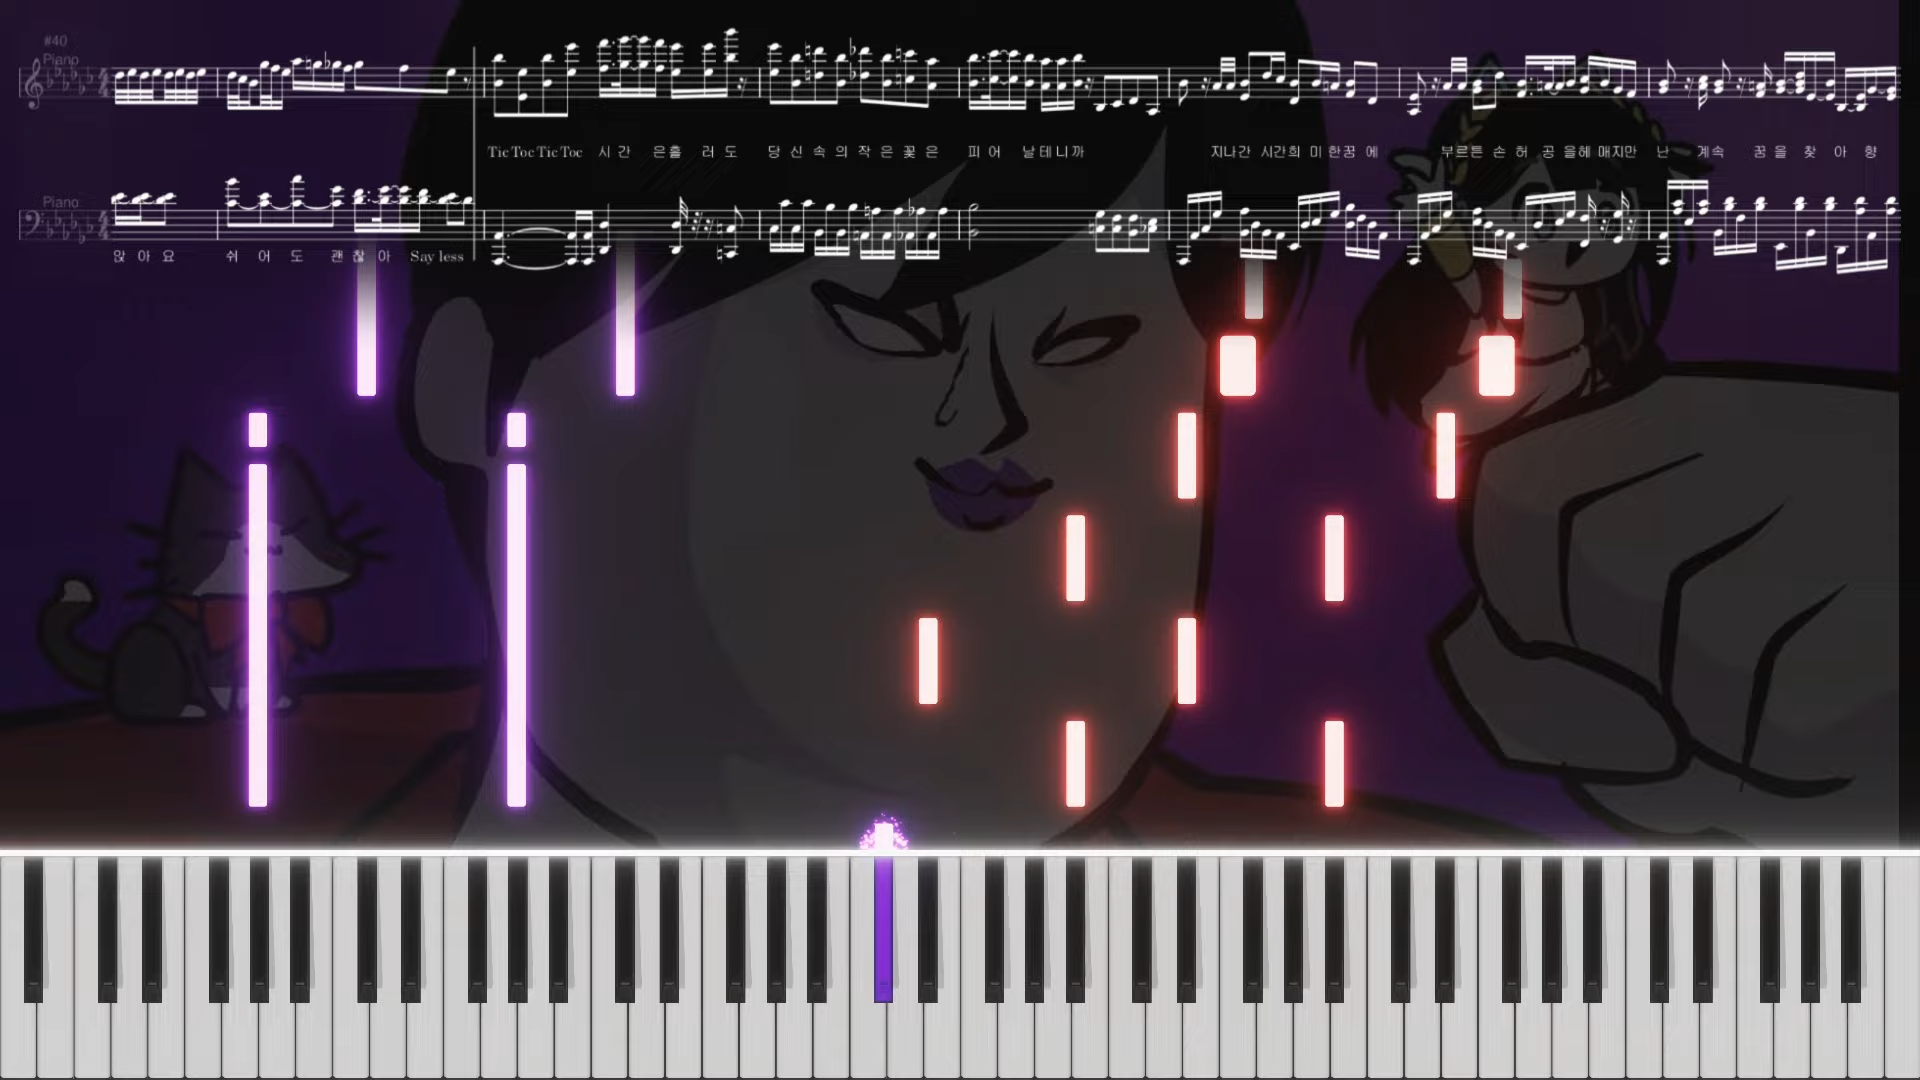 #40
Piano
Tic Toc Tic Toc 시 간 은흘 러 도 당 신 속 의 작 은 꽃 은 피 어 날 테 니 까 지나간 시간희 미 한꿈 에 부르튼 손 허 공 을헤 매지만 난 계속 꿈 을 찾 아 향
Piano
앉 아 요 쉬 어 도 괜 찮 아 Say less